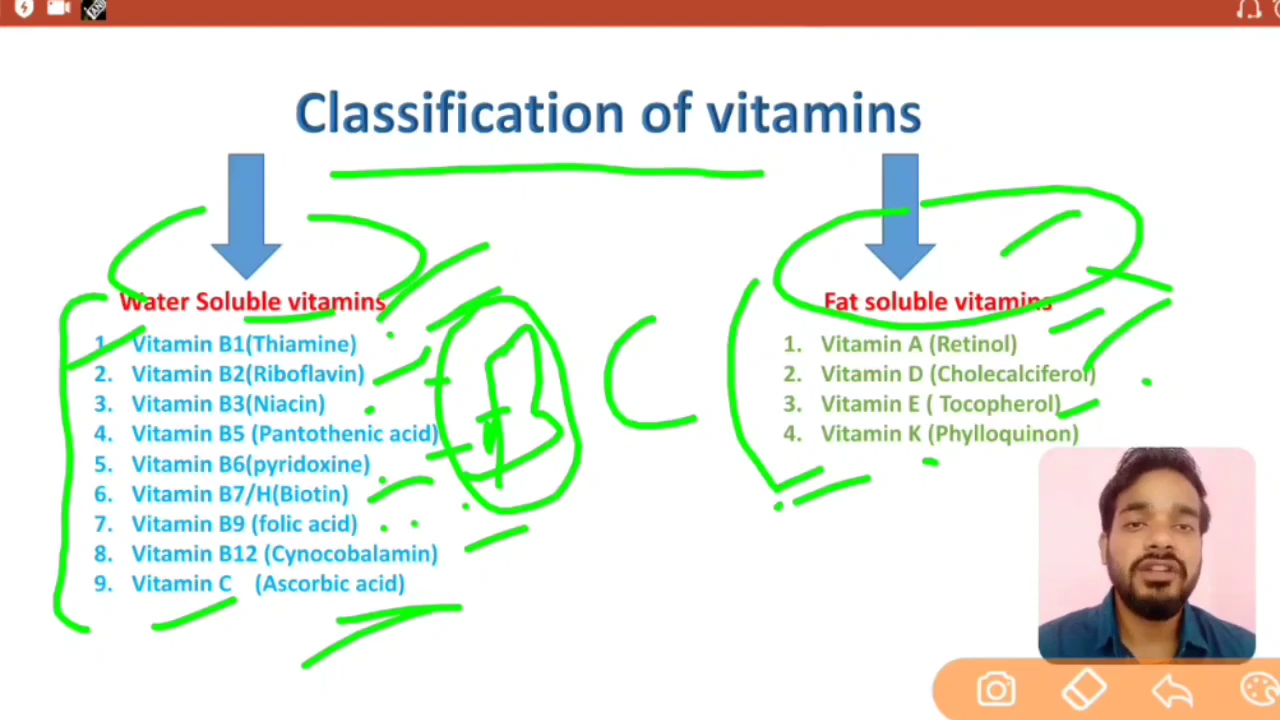 Classification of vitamins
Water Soluble vitamins
1. Vitamin B1(Thiamine)
2. Vitamin B2(Riboflavin)
3. Vitamin B3(Niacin)
4. Vitamin B5 (Pantothenic acid)
5. Vitamin B6(pyridoxine)
6. Vitamin B7/H(Biotin)
7. Vitamin B9 (folic acid)
8. Vitamin B12 (Cynocobalamin)
9. Vitamin C (Ascorbic acid)
B C
Fat soluble vitamins
1. Vitamin A (Retinol)
2. Vitamin D (Cholecalciferol)
3. Vitamin E ( Tocopherol)
4. Vitamin K (Phylloquinon)